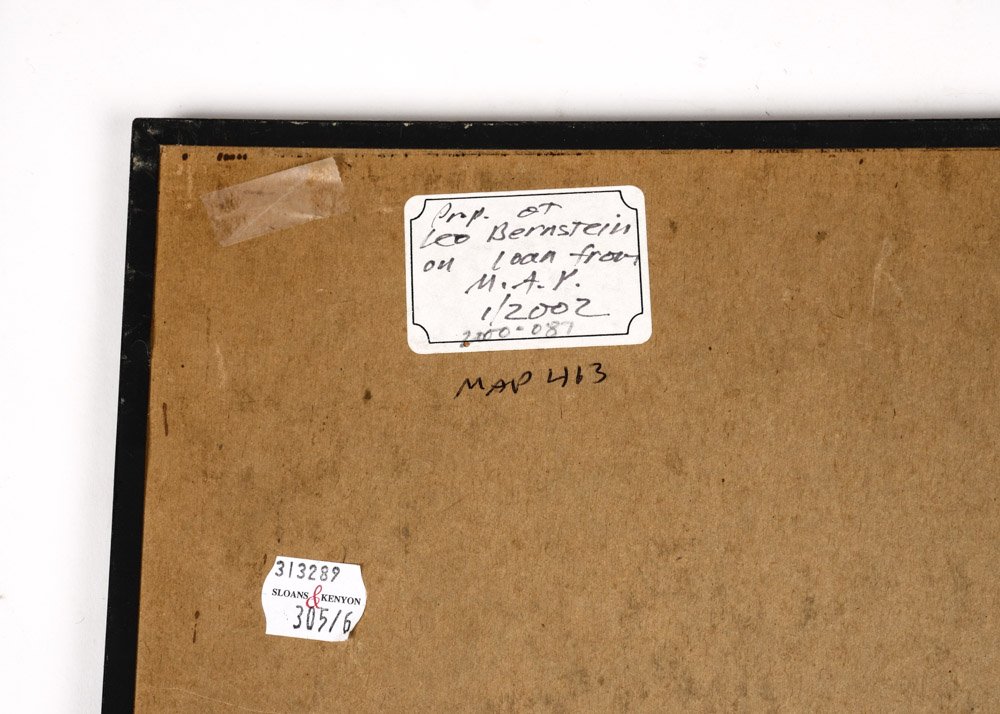 Prop. of
Leo Bernstein
on loan from
M.A.P.
1/2002
2000-087
MAP 413
313289
SLOANS & KENYON
305/6